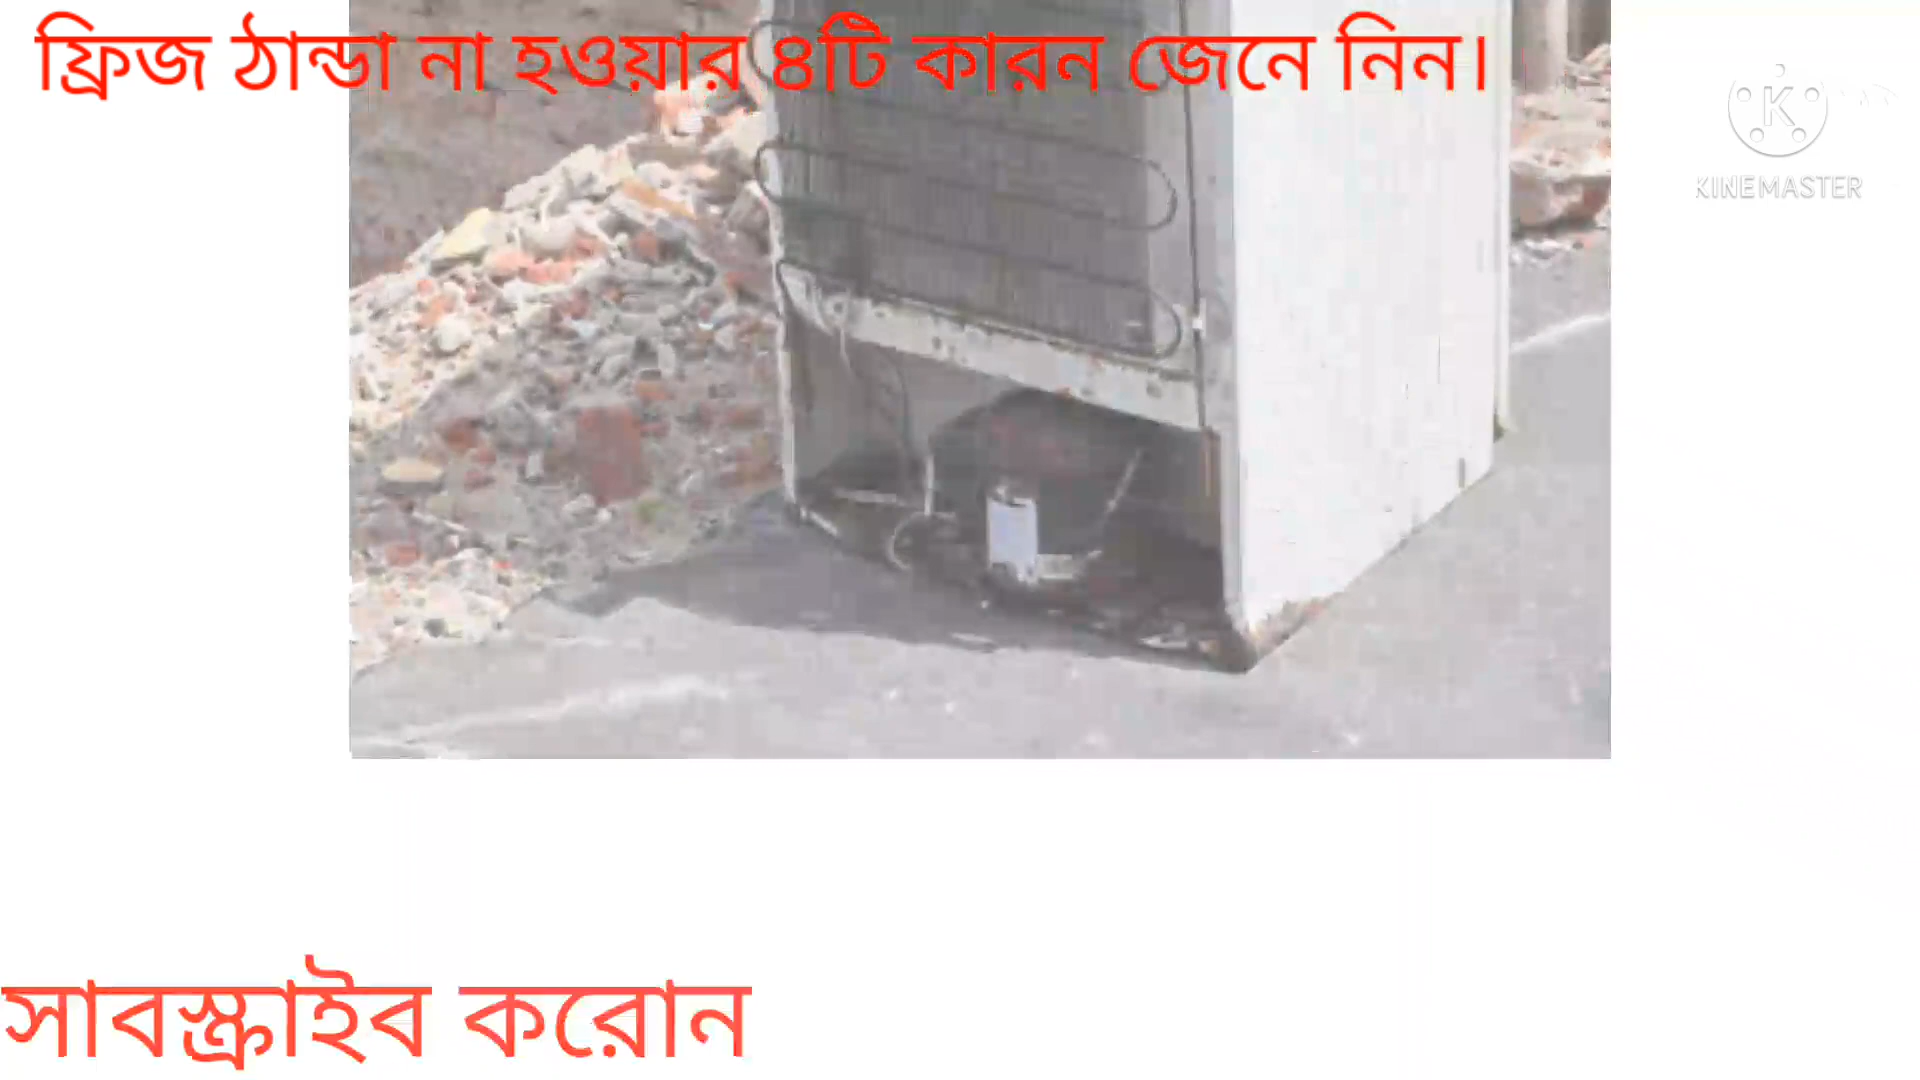 ফ্রিজ ঠান্ডা না হওয়ার ৪টি কারন জেনে নিন।
K
KINEMASTER
সাবস্ক্রাইব করোন